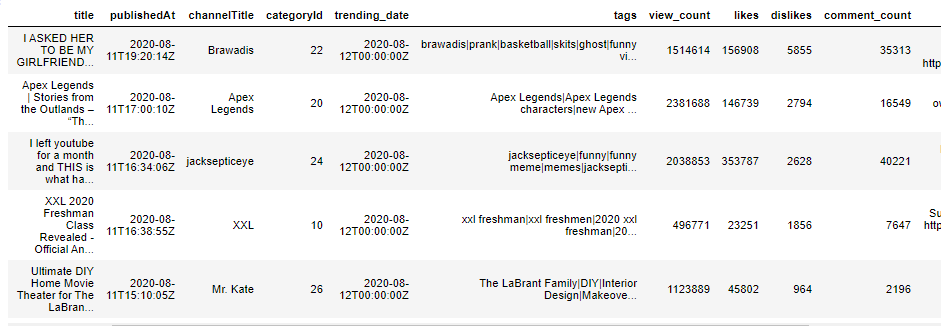 title publishedAt channelTitle categoryId trending_date tags view_count likes dislikes comment_count
I ASKED HER
TO BE MY
GIRLFRIEND...
2020-08-
11T19:20:14Z
Brawadis
22
2020-08-
12T00:00:00Z
brawadis|prank|basketball|skits|ghost|funny
vi...
1514614 156908 5855 35313
Apex Legends
| Stories from
the Outlands –
“Th...
2020-08-
11T17:00:10Z
Apex
Legends
20
2020-08-
12T00:00:00Z
Apex Legends|Apex Legends
characters|new Apex ...
2381688 146739 2794 16549
I left youtube
for a month
and THIS is
what ha...
2020-08-
11T16:34:06Z
jacksepticeye
24
2020-08-
12T00:00:00Z
jacksepticeye|funny|funny
meme|memes|jacksepti...
2038853 353787 2628 40221
XXL 2020
Freshman
Class
Revealed -
Official An...
2020-08-
11T16:38:55Z
XXL
10
2020-08-
12T00:00:00Z
xxl freshman|xxl freshmen|2020 xxl
freshman|20...
496771 23251 1856 7647
Su
Ultimate DIY
Home Movie
Theater for The
LaBran...
2020-08-
11T15:10:05Z
Mr. Kate
26
2020-08-
12T00:00:00Z
The LaBrant Family|DIY|Interior
Design|Makeove...
1123889 45802 964 2196